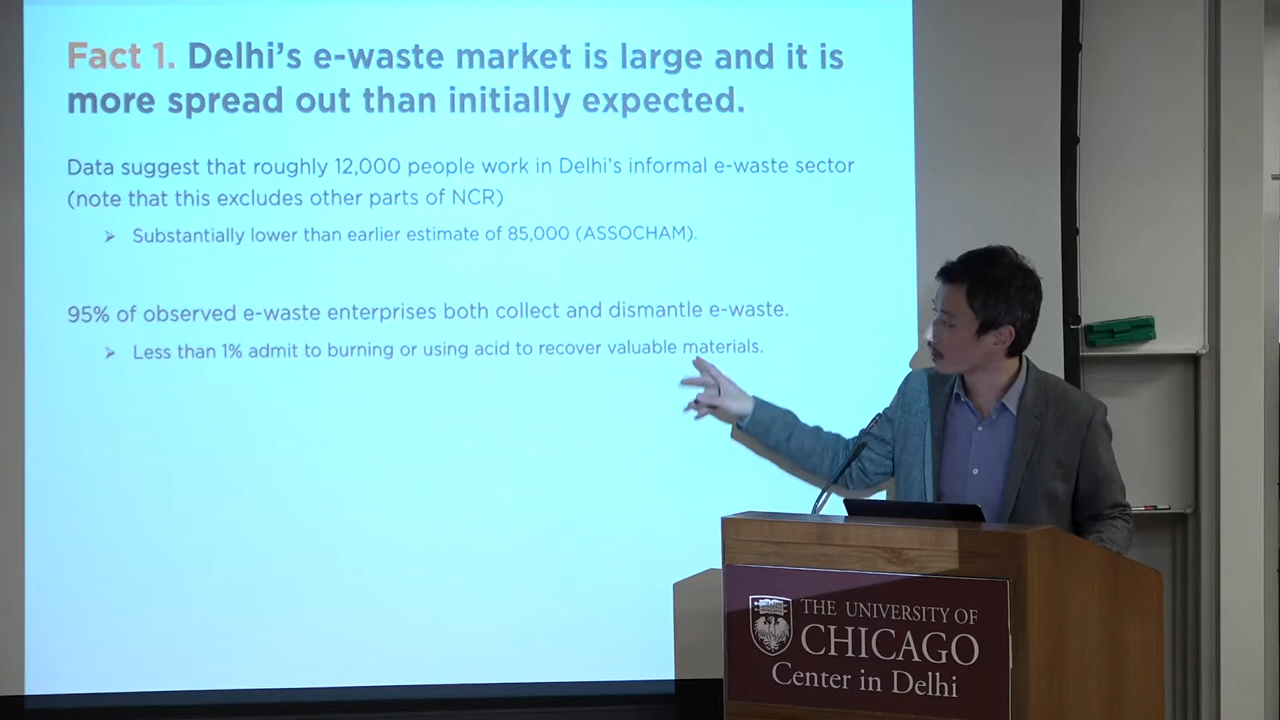 Fact 1. Delhi's e-waste market is large and it is
more spread out than initially expected.
Data suggest that roughly 12,000 people work in Delhi's informal e-waste sector
(note that this excludes other parts of NCR)
➢ Substantially lower than earlier estimate of 85,000 (ASSOCHAM).
95% of observed e-waste enterprises both collect and dismantle e-waste.
➢ Less than 1% admit to burning or using acid to recover valuable materials.
THE UNIVERSITY OF
CHICAGO
Center in Delhi